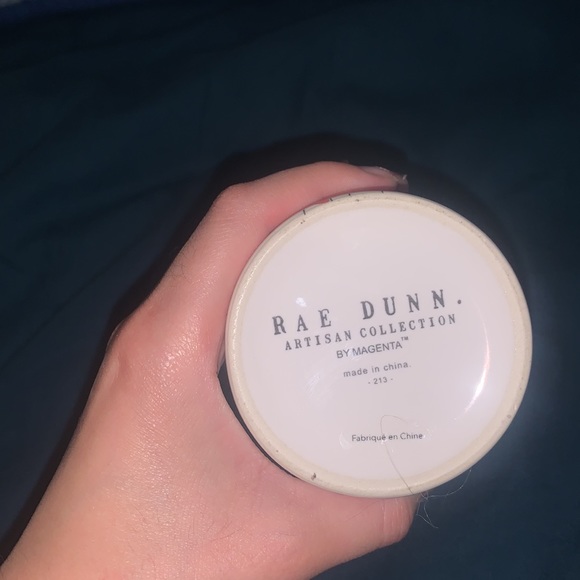 RAE DUNN.
ARTISAN COLLECTION
BY MAGENTA™
made in china.
- 213 -
Fabriqué en Chine